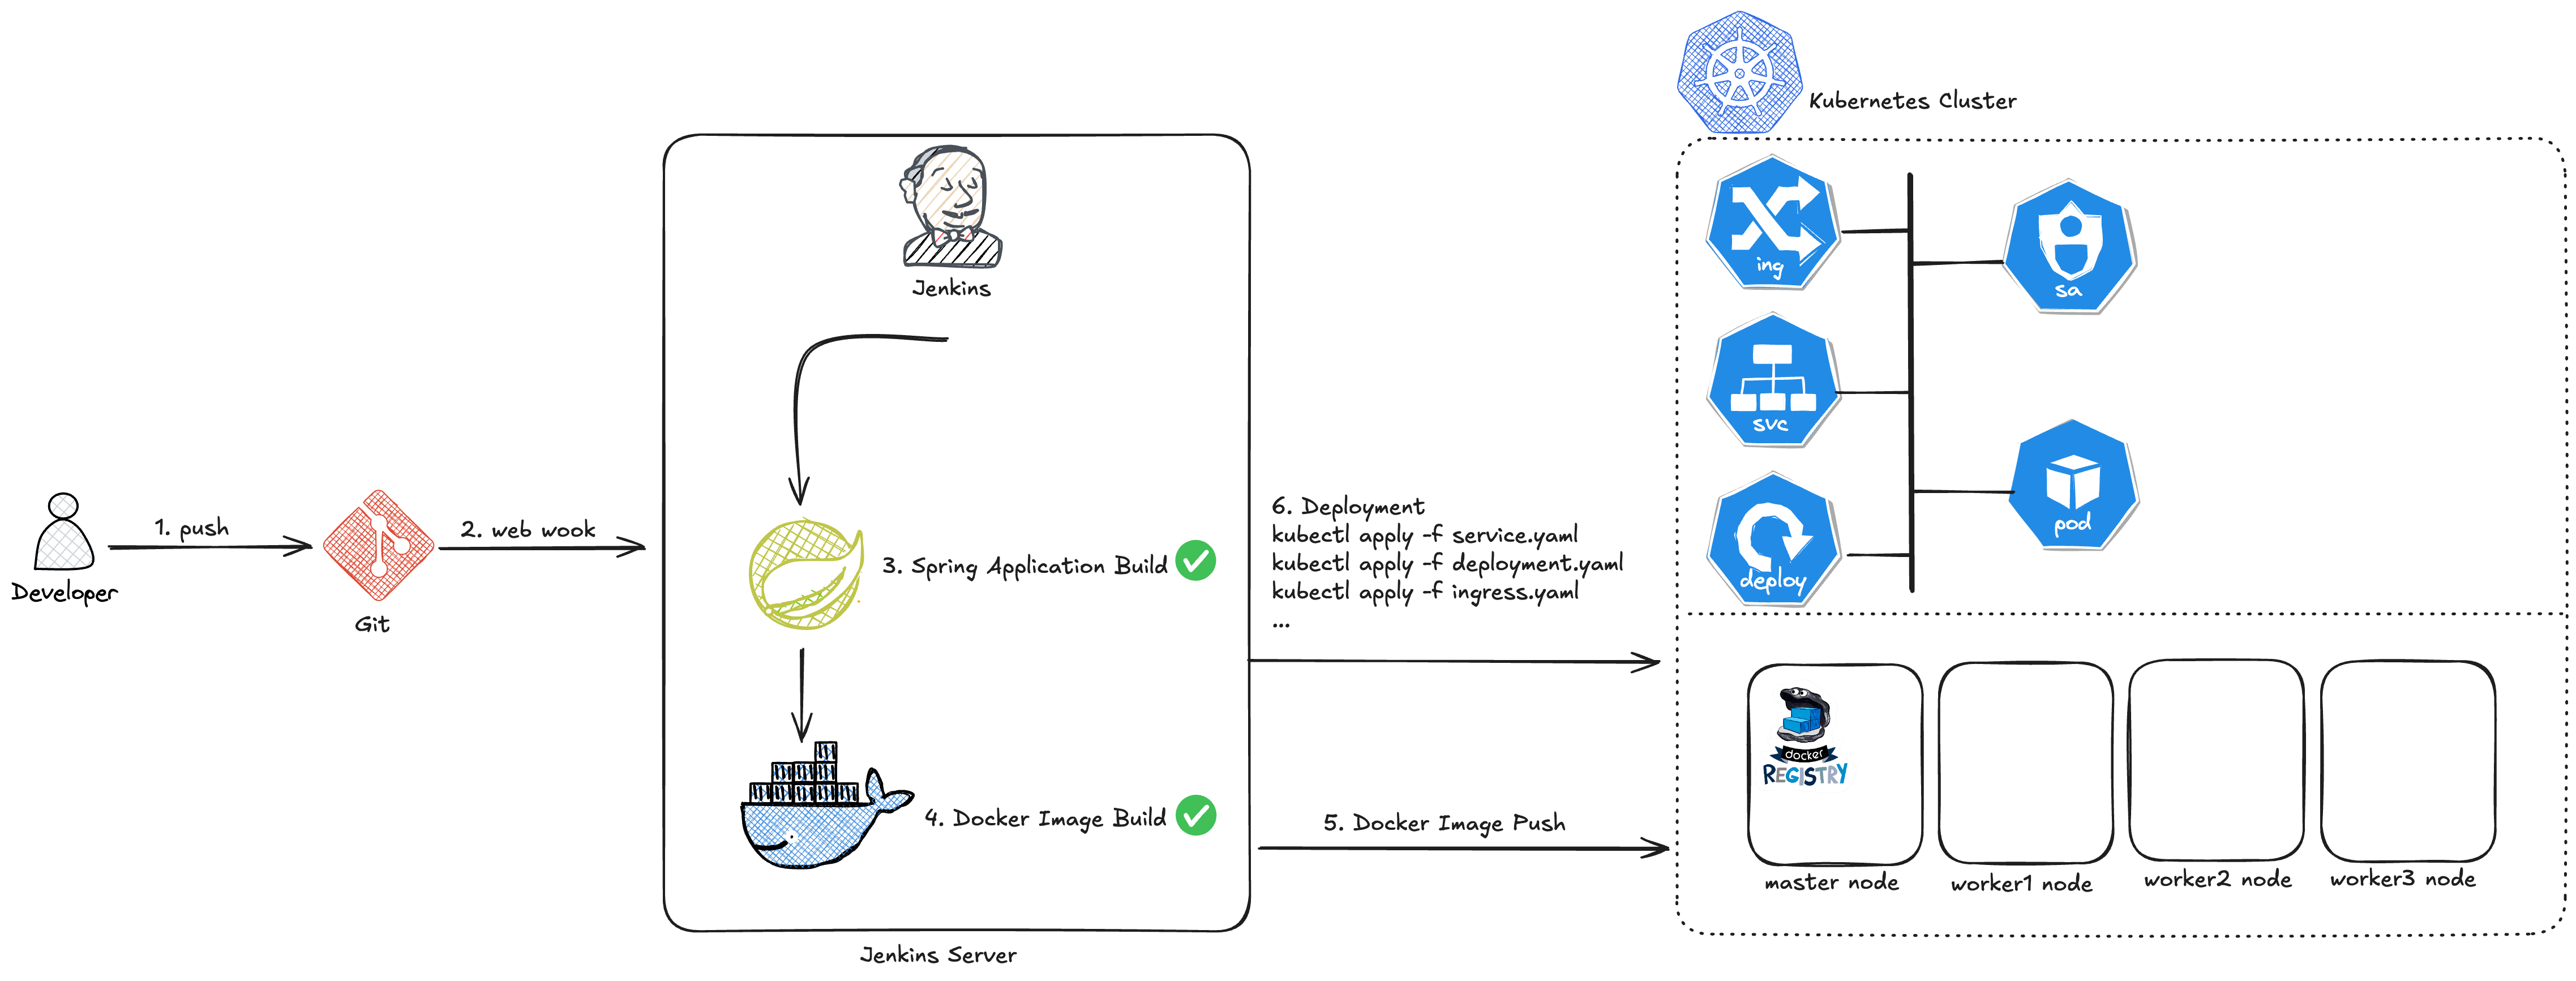 Kubernetes Cluster
Jenkins
ing
sa
svc
pod
deploy
1. push
2. web wook
Developer
Git
3. Spring Application Build
4. Docker Image Build
Jenkins Server
6. Deployment
kubectl apply -f service.yaml
kubectl apply -f deployment.yaml
kubectl apply -f ingress.yaml
...
5. Docker Image Push
docker
REGISTRY
master node
worker1 node
worker2 node
worker3 node